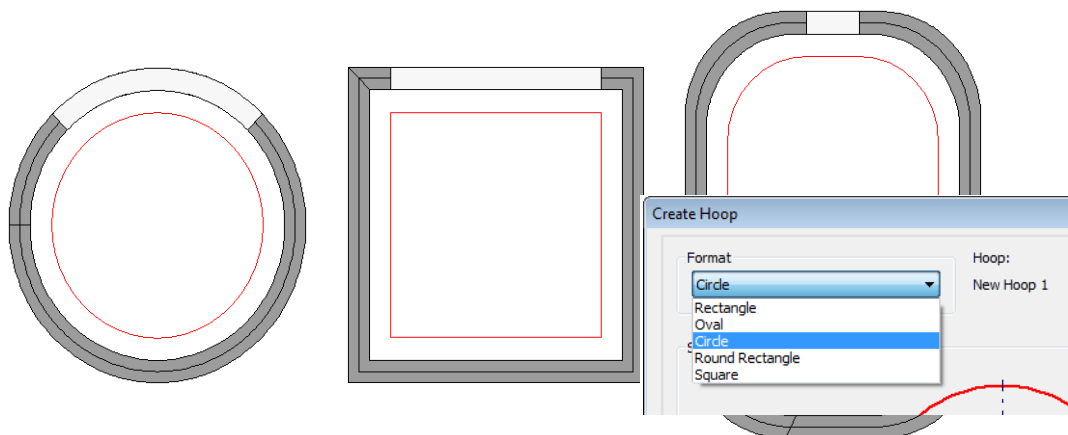 Create Hoop
Format
Hoop:
Circle
New Hoop 1
Rectangle
Oval
Circle
Round Rectangle
Square